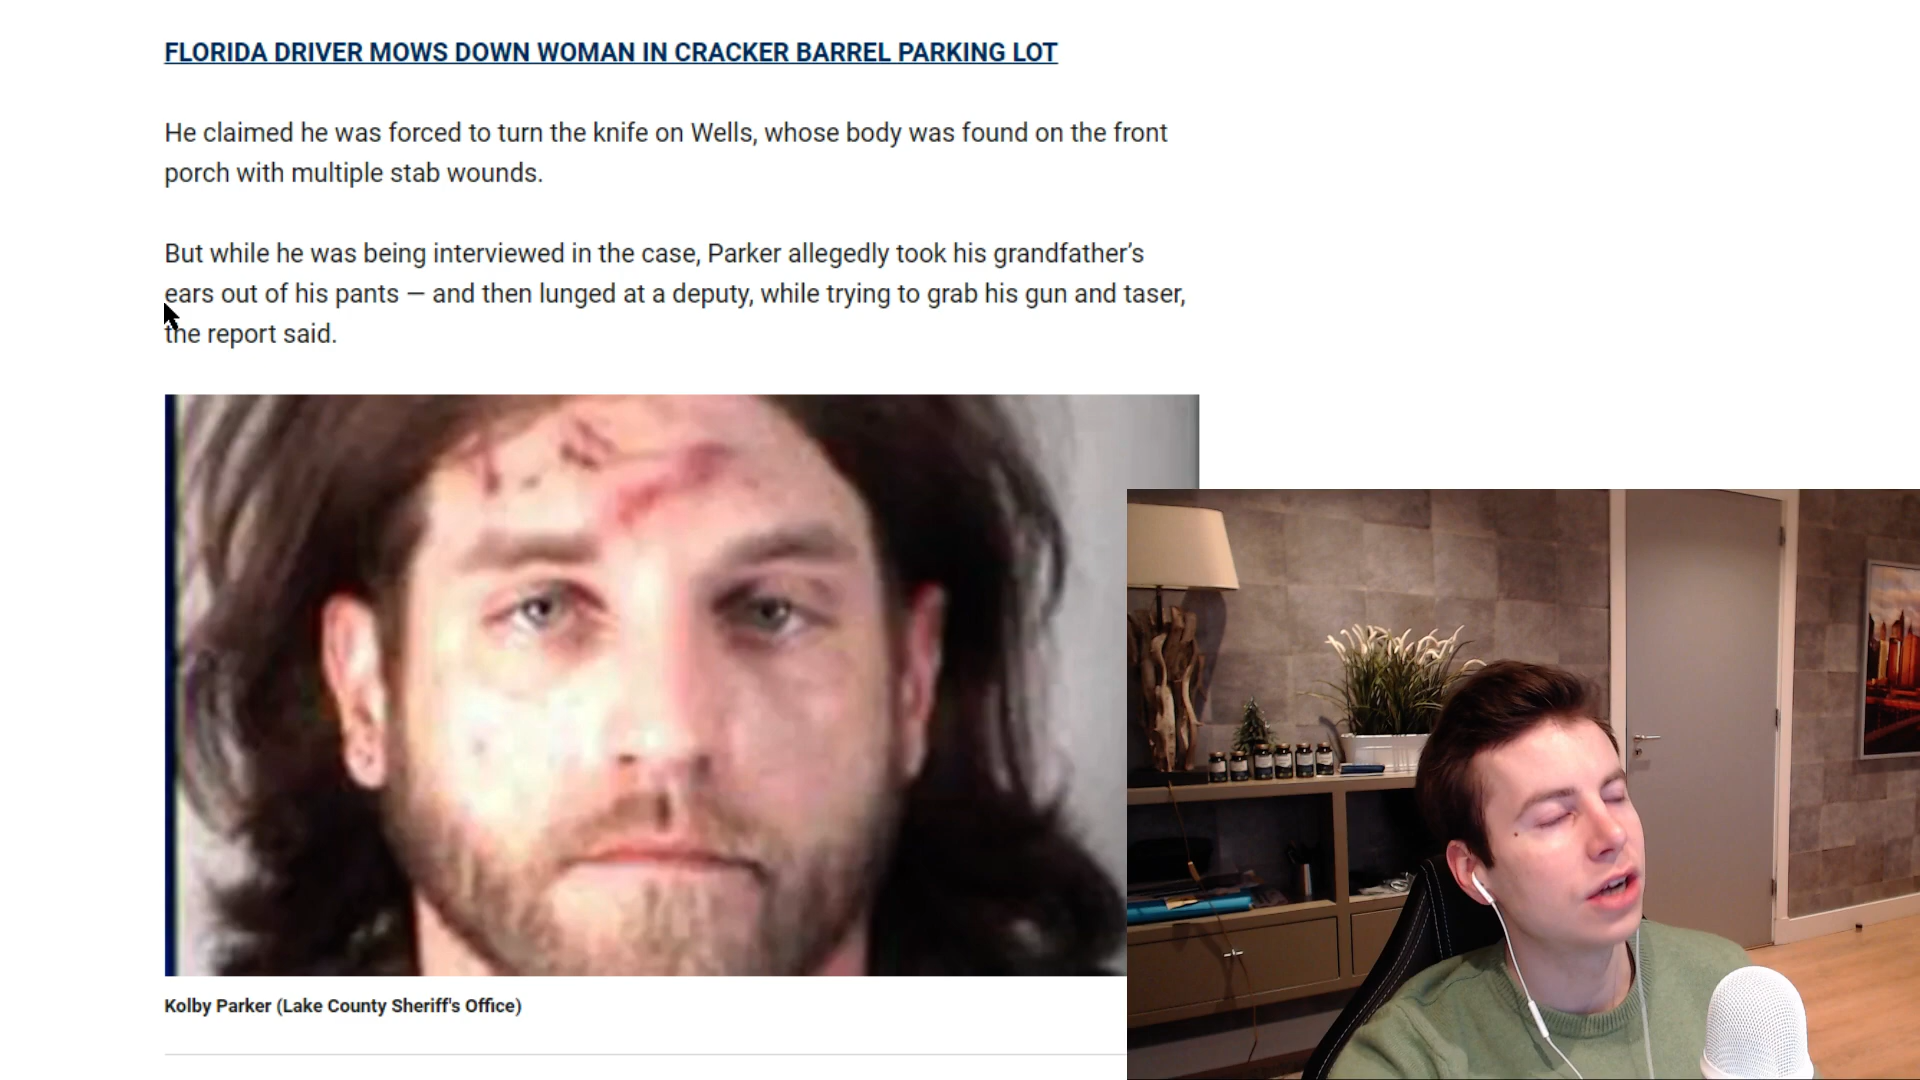 FLORIDA DRIVER MOWS DOWN WOMAN IN CRACKER BARREL PARKING LOT
He claimed he was forced to turn the knife on Wells, whose body was found on the front
porch with multiple stab wounds.
But while he was being interviewed in the case, Parker allegedly took his grandfather’s
ears out of his pants — and then lunged at a deputy, while trying to grab his gun and taser,
the report said.
Kolby Parker (Lake County Sheriff's Office)